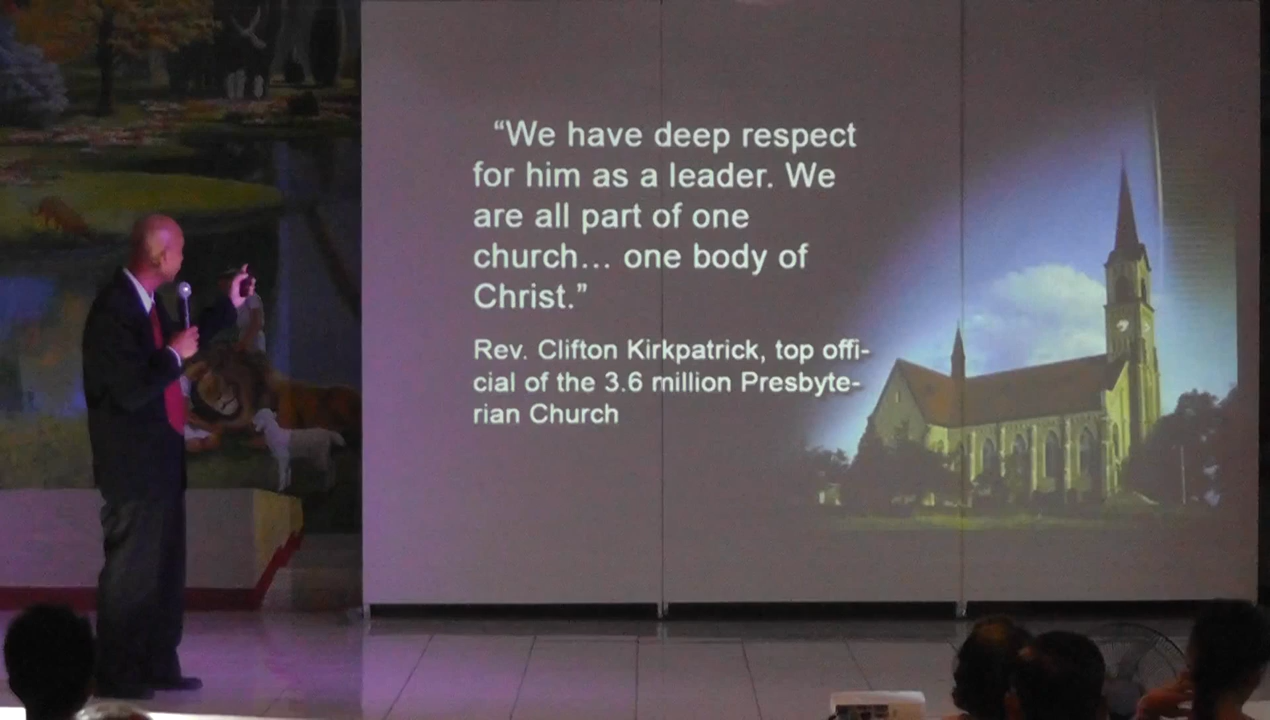 “We have deep respect
for him as a leader. We
are all part of one
church... one body of
Christ.”
Rev. Clifton Kirkpatrick, top offi-
cial of the 3.6 million Presbyte-
rian Church